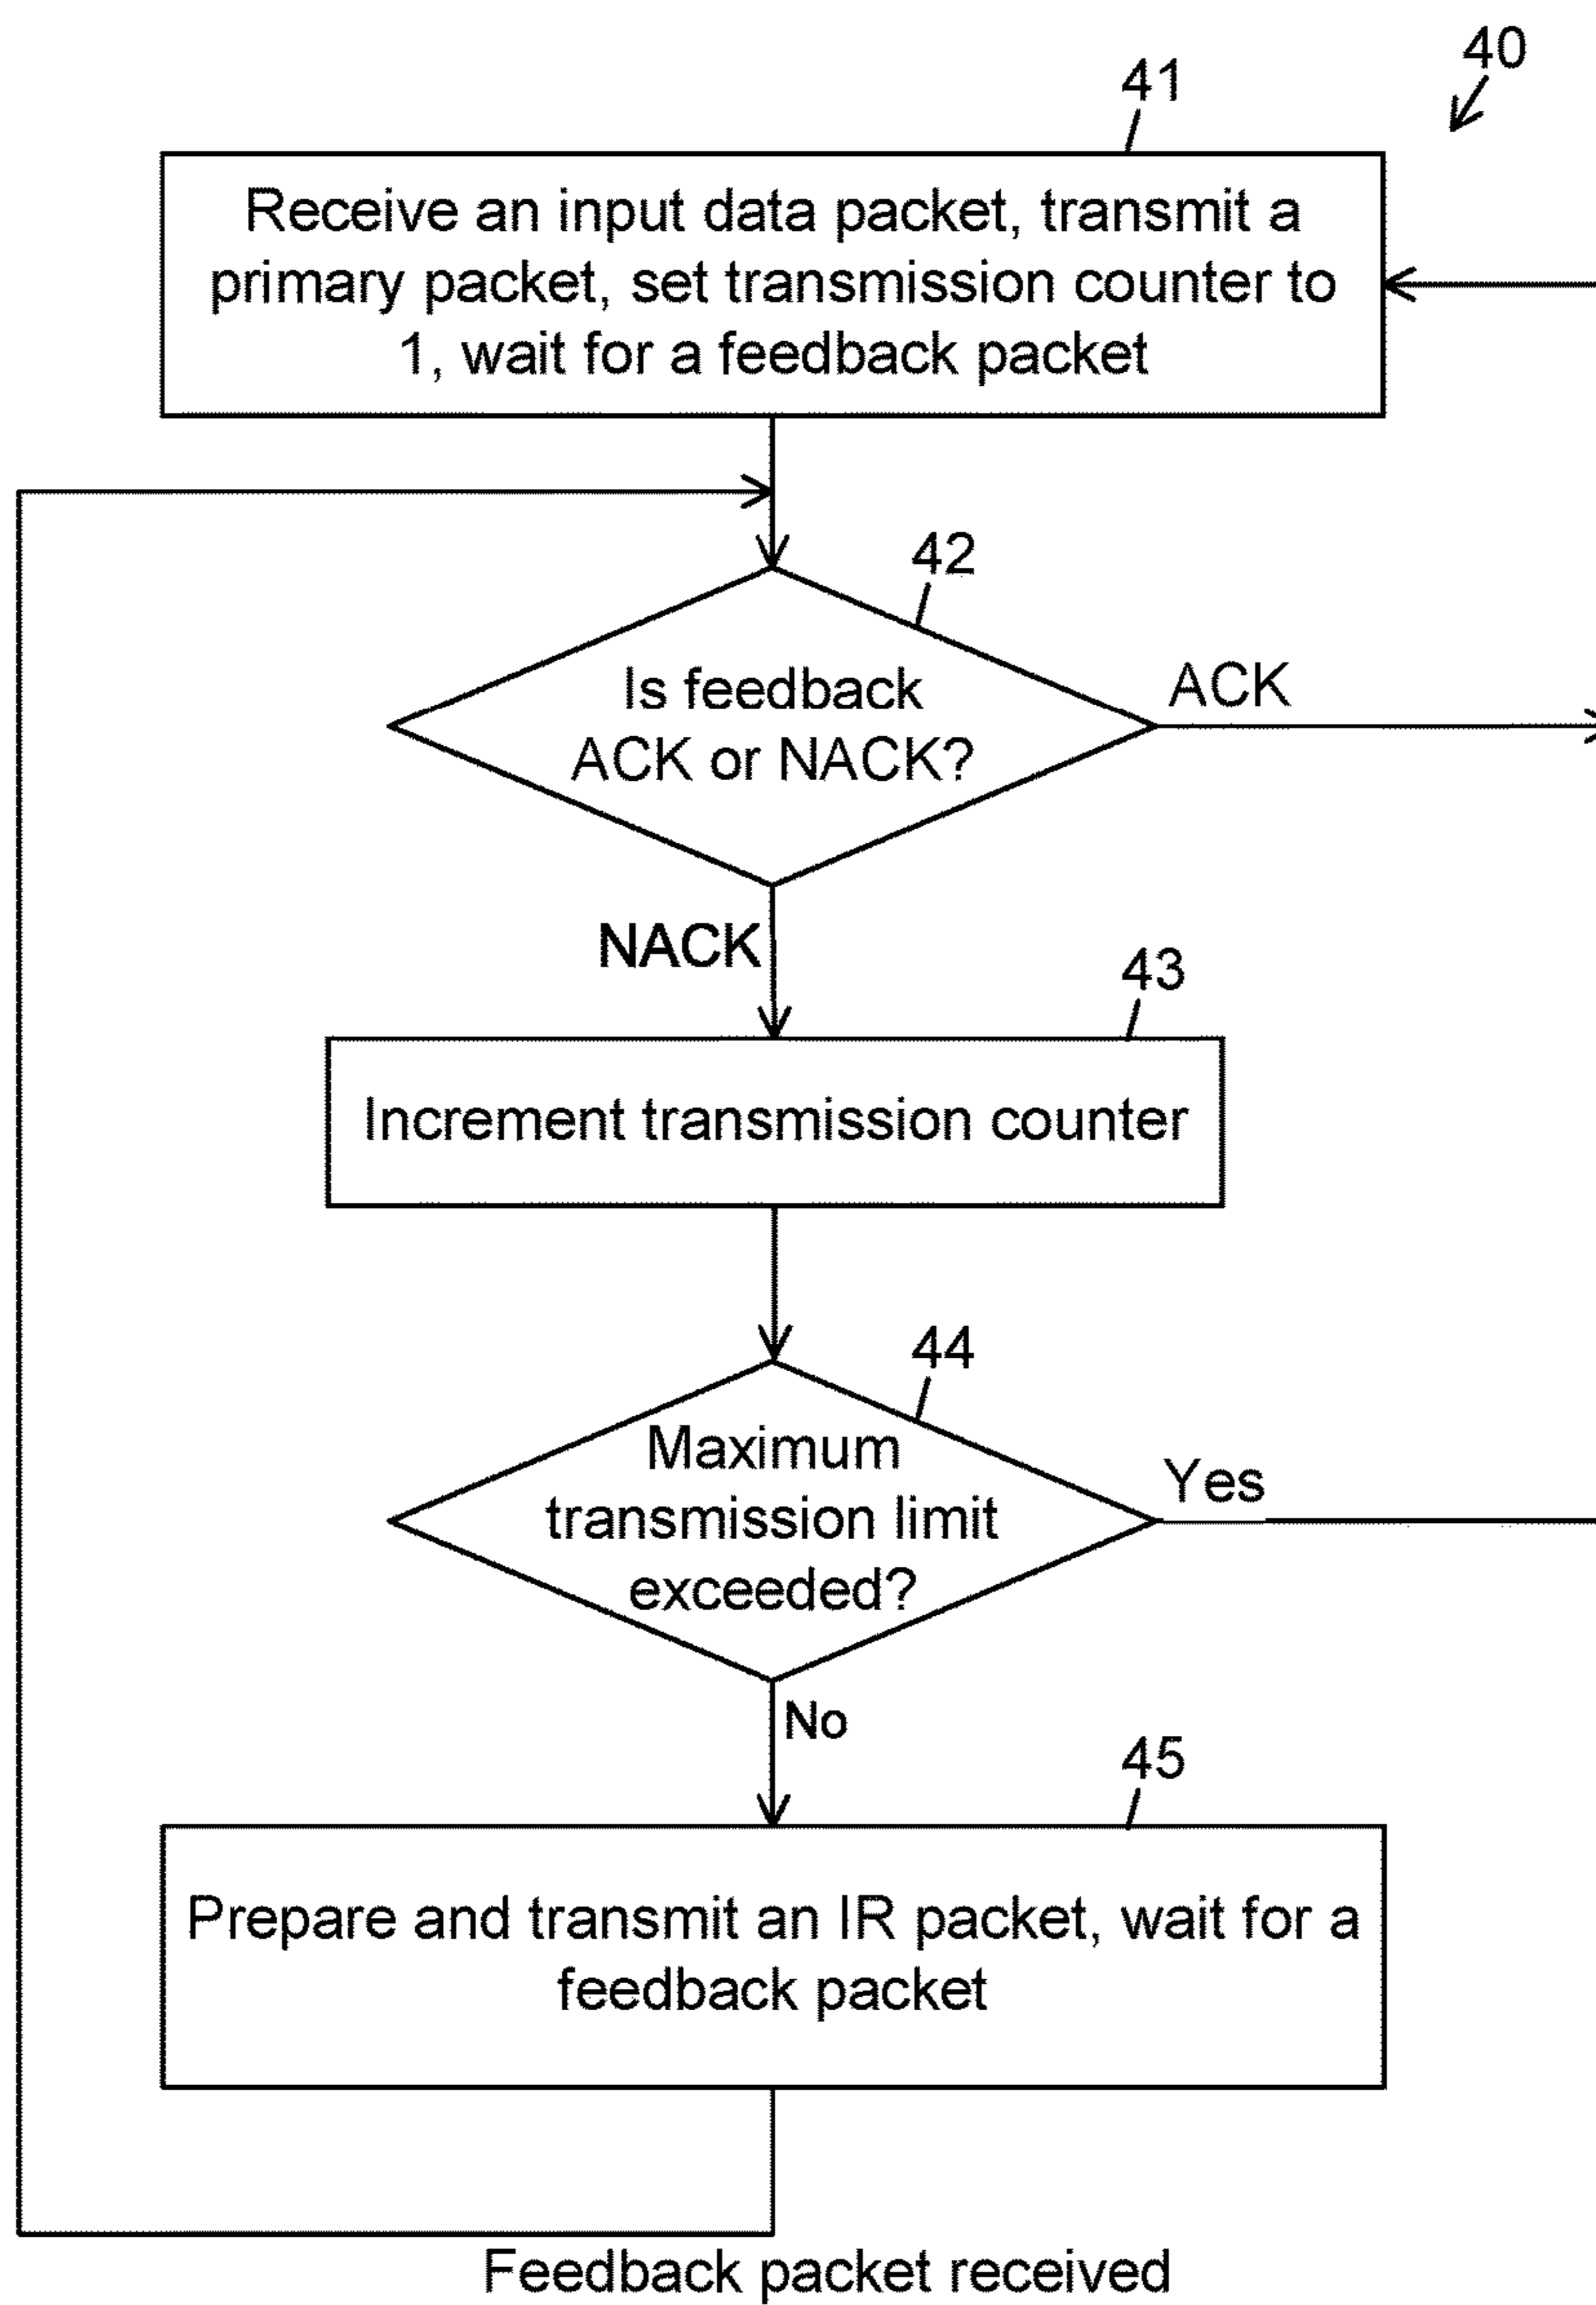 40
41
Receive an input data packet, transmit a
primary packet, set transmission counter to
1, wait for a feedback packet
42
Is feedback
ACK or NACK?
ACK
NACK
43
Increment transmission counter
44
Maximum
transmission limit
exceeded?
Yes
No
45
Prepare and transmit an IR packet, wait for a
feedback packet
Feedback packet received